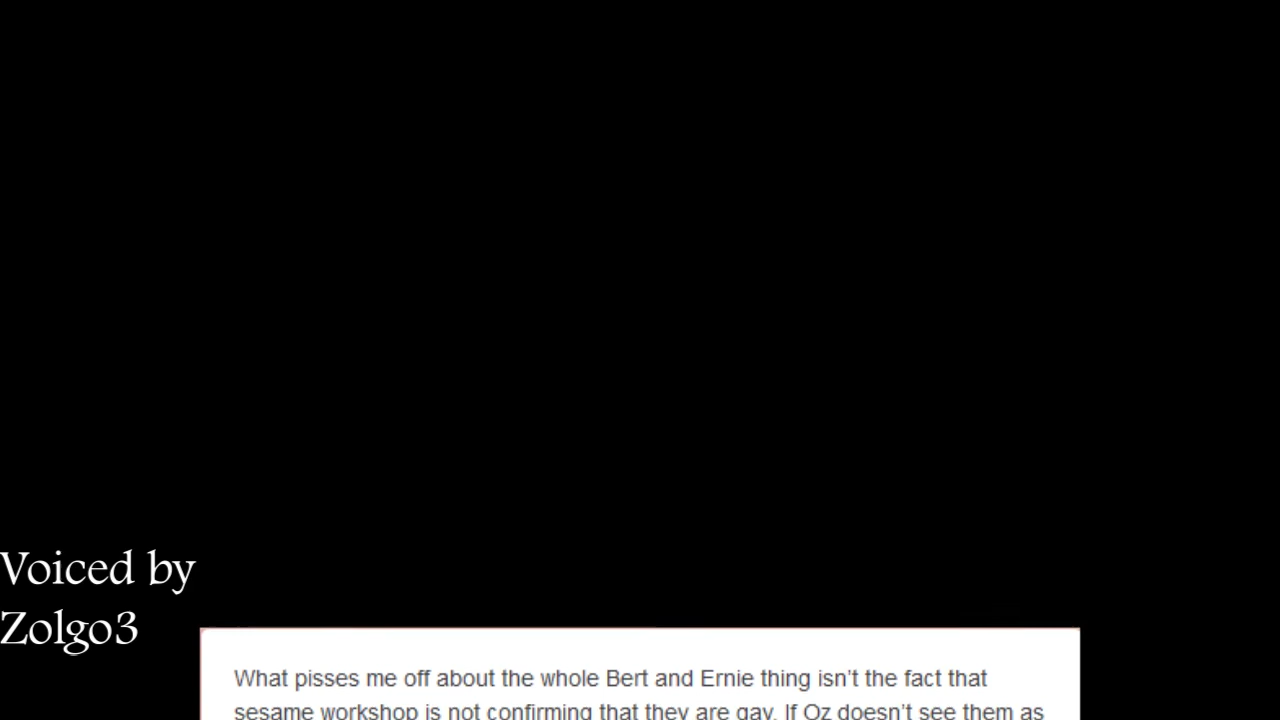 Voiced by
Zolgo3
What pisses me off about the whole Bert and Ernie thing isn't the fact that
sesame workshop is not confirming that they are gay. If Oz doesn't see them as